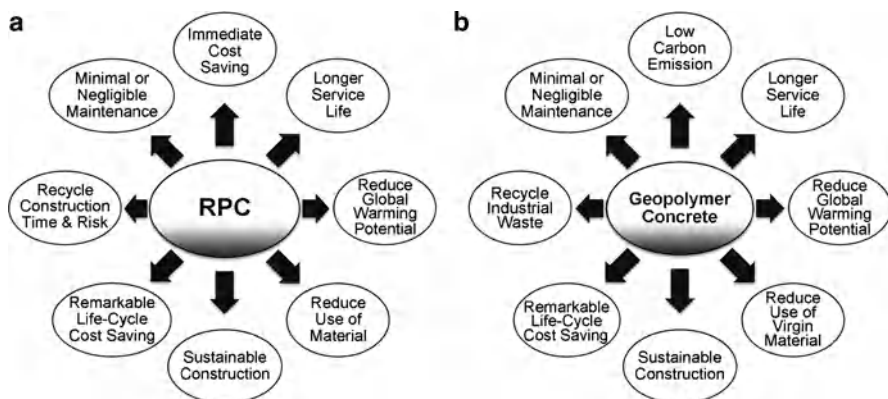 a
Immediate
Cost
Saving
Minimal or
Negligible
Maintenance
Longer
Service
Life
Recycle
Construction
Time & Risk
RPC
Reduce
Global
Warming
Potential
Remarkable
Life-Cycle
Cost Saving
Reduce
Use of
Material
Sustainable
Construction
b
Low
Carbon
Emission
Minimal or
Negligible
Maintenance
Longer
Service
Life
Recycle
Industrial
Waste
Geopolymer
Concrete
Reduce
Global
Warming
Potential
Remarkable
Life-Cycle
Cost Saving
Reduce
Use of
Virgin
Material
Sustainable
Construction